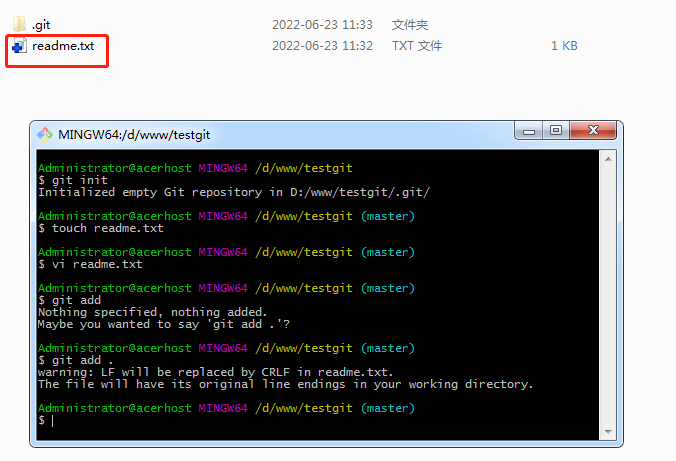 .git 2022-06-23 11:33 文件夹
readme.txt 2022-06-23 11:32 TXT 文件 1 KB
MINGW64:/d/www/testgit
Administrator@acerhost MINGW64 /d/www/testgit
$ git init
Initialized empty Git repository in D:/www/testgit/.git/
Administrator@acerhost MINGW64 /d/www/testgit (master)
$ touch readme.txt
Administrator@acerhost MINGW64 /d/www/testgit (master)
$ vi readme.txt
Administrator@acerhost MINGW64 /d/www/testgit (master)
$ git add
Nothing specified, nothing added.
Maybe you wanted to say 'git add .'?
Administrator@acerhost MINGW64 /d/www/testgit (master)
$ git add .
warning: LF will be replaced by CRLF in readme.txt.
The file will have its original line endings in your working directory.
Administrator@acerhost MINGW64 /d/www/testgit (master)
$